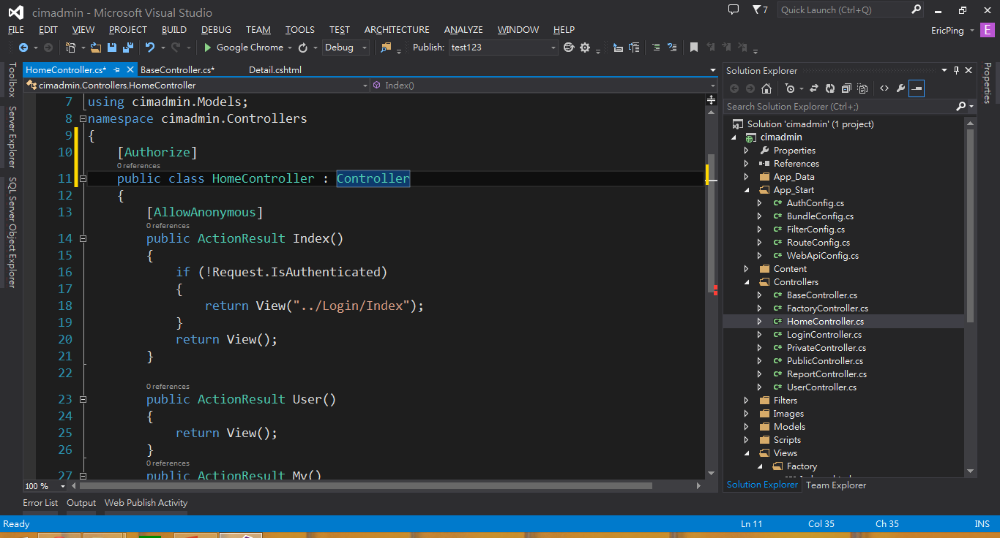 cimadmin - Microsoft Visual Studio
7
Quick Launch (Ctrl+Q)
FILE EDIT VIEW PROJECT BUILD DEBUG TEAM TOOLS TEST ARCHITECTURE ANALYZE WINDOW HELP
EricPing
E
Google Chrome
Debug
Publish: test123
Toolbox
Server Explorer
SQL Server Object Explorer
HomeController.cs*
BaseController.cs*
Detail.cshtml
cimadmin.Controllers.HomeController
Index()
7 using cimadmin.Models;
8 namespace cimadmin.Controllers
9 {
10 [Authorize]
0 references
11 public class HomeController : Controller
12 {
13 [AllowAnonymous]
0 references
14 public ActionResult Index()
15 {
16 if (!Request.IsAuthenticated)
17 {
18 return View("../Login/Index");
19 }
20 return View();
21 }
22
0 references
23 public ActionResult User()
24 {
25 return View();
26 }
0 references
27 public ActionResult My()
100 %
Solution Explorer
Search Solution Explorer (Ctrl+;)
Solution 'cimadmin' (1 project)
cimadmin
Properties
References
App_Data
App_Start
C# AuthConfig.cs
C# BundleConfig.cs
C# FilterConfig.cs
C# RouteConfig.cs
C# WebApiConfig.cs
Content
Controllers
C# BaseController.cs
C# FactoryController.cs
C# HomeController.cs
C# LoginController.cs
C# PrivateController.cs
C# PublicController.cs
C# ReportController.cs
C# UserController.cs
Filters
Images
Models
Scripts
Views
Factory
Solution Explorer
Team Explorer
Properties
Error List
Output
Web Publish Activity
Ready
Ln 11
Col 35
Ch 35
INS